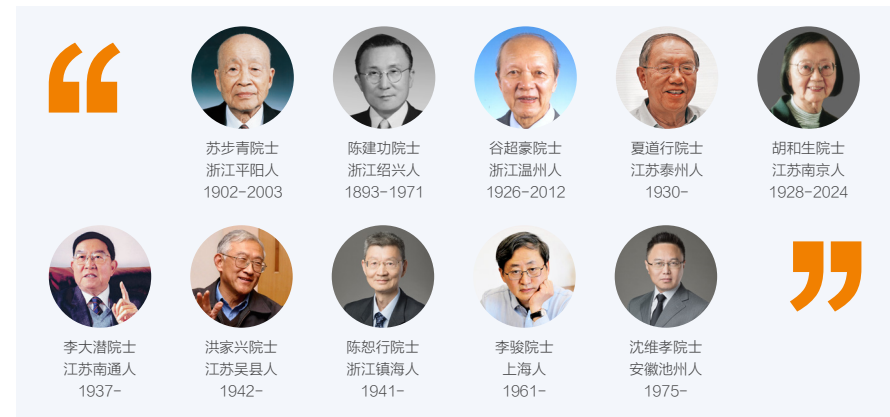 苏步青院士
浙江平阳人
1902-2003
陈建功院士
浙江绍兴人
1893-1971
谷超豪院士
浙江温州人
1926-2012
夏道行院士
江苏泰州人
1930-
胡和生院士
江苏南京人
1928-2024
李大潜院士
江苏南通人
1937-
洪家兴院士
江苏吴县人
1942-
陈恕行院士
浙江镇海人
1941-
李骏院士
上海人
1961-
沈维孝院士
安徽池州人
1975-